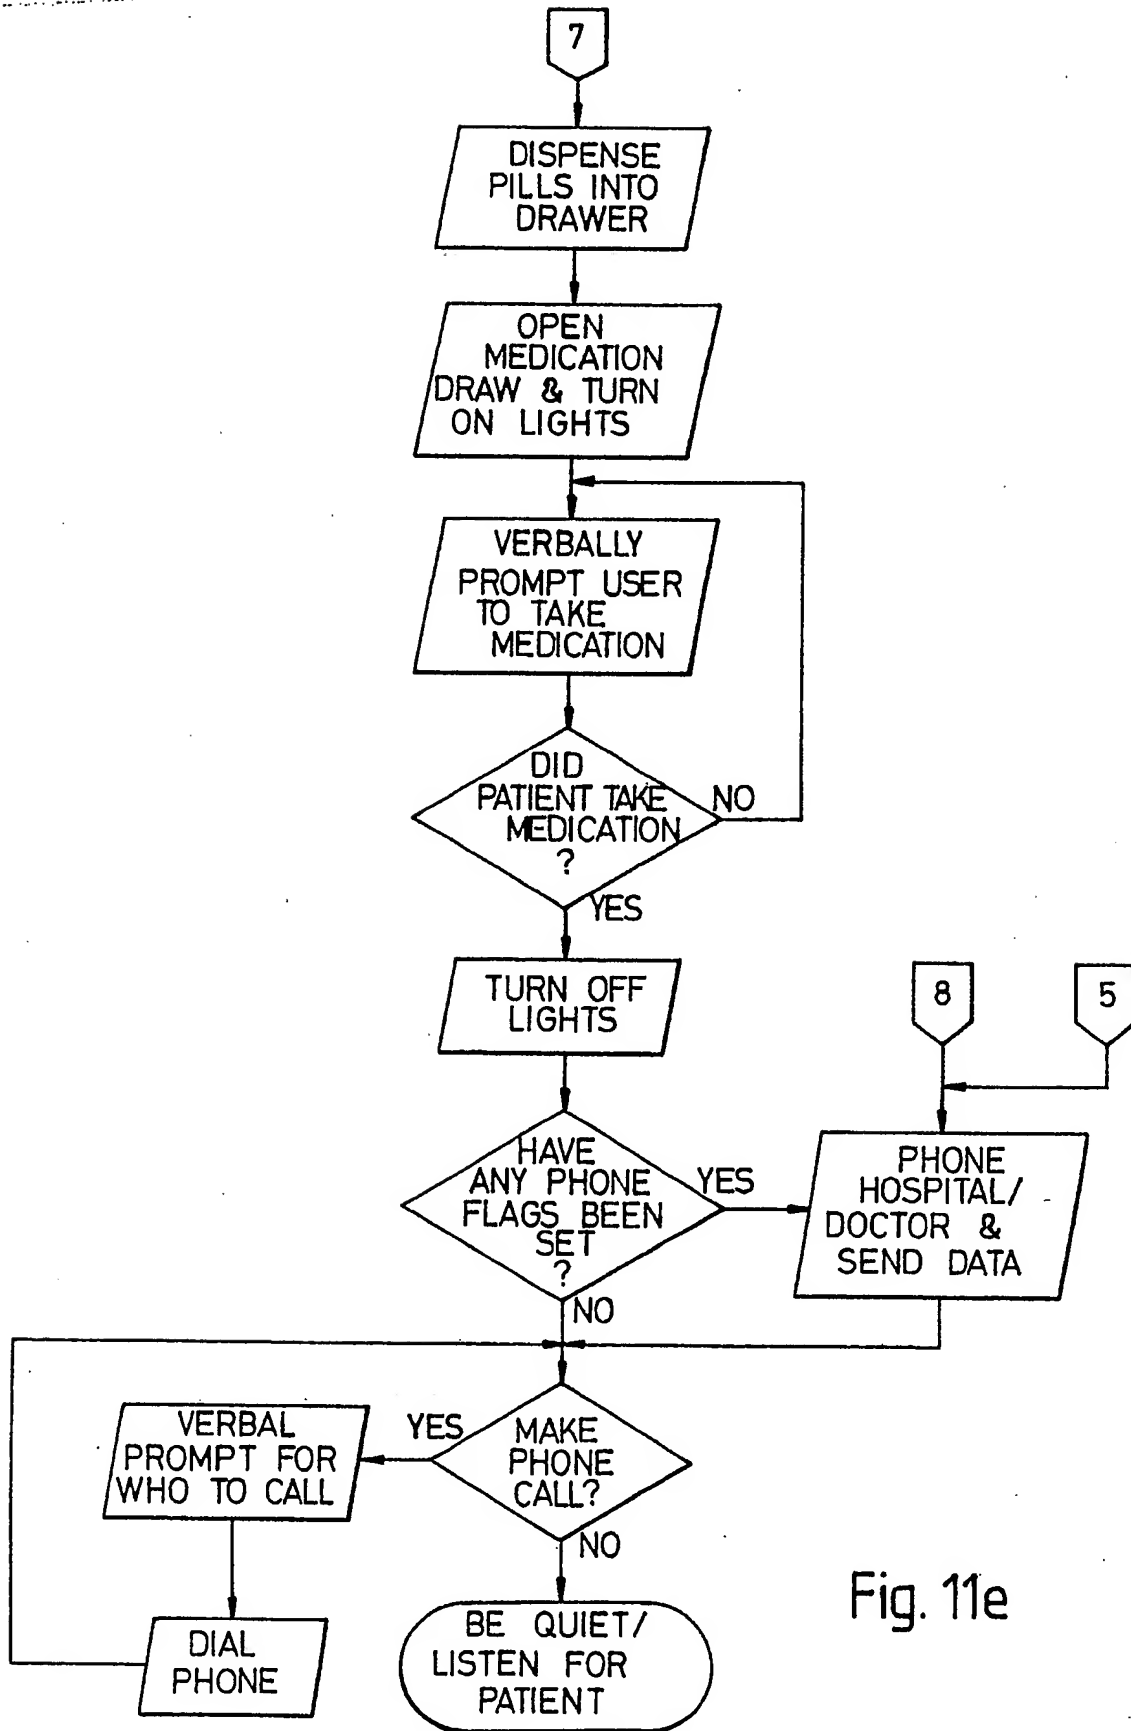 7
DISPENSE
PILLS INTO
DRAWER
OPEN
MEDICATION
DRAW & TURN
ON LIGHTS
VERBALLY
PROMPT USER
TO TAKE
MEDICATION
DID
PATIENT TAKE
MEDICATION
?
NO
YES
TURN OFF
LIGHTS
8
5
HAVE
ANY PHONE
FLAGS BEEN
SET
?
YES
PHONE
HOSPITAL/
DOCTOR &
SEND DATA
NO
MAKE
PHONE
CALL?
YES
VERBAL
PROMPT FOR
WHO TO CALL
DIAL
PHONE
NO
BE QUIET/
LISTEN FOR
PATIENT
Fig. 11e